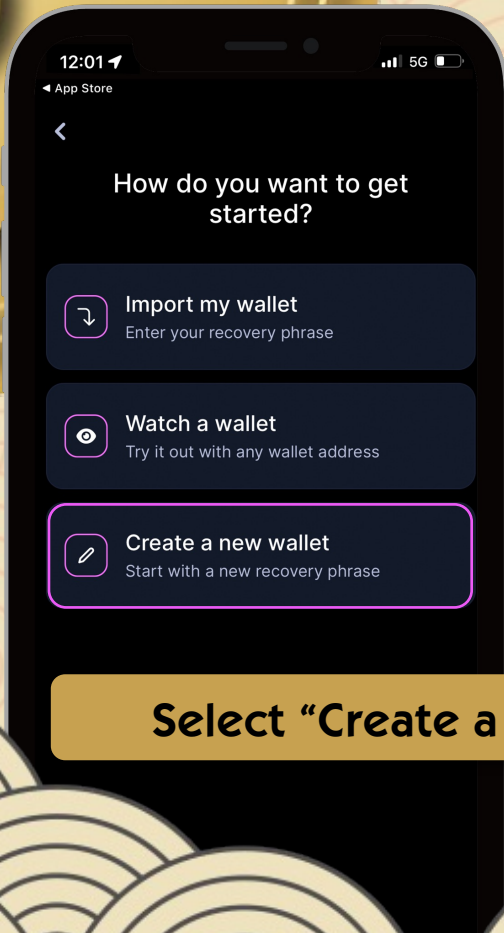 12:01 5G
◀ App Store
How do you want to get
started?
Import my wallet
Enter your recovery phrase
Watch a wallet
Try it out with any wallet address
Create a new wallet
Start with a new recovery phrase
Select “Create a